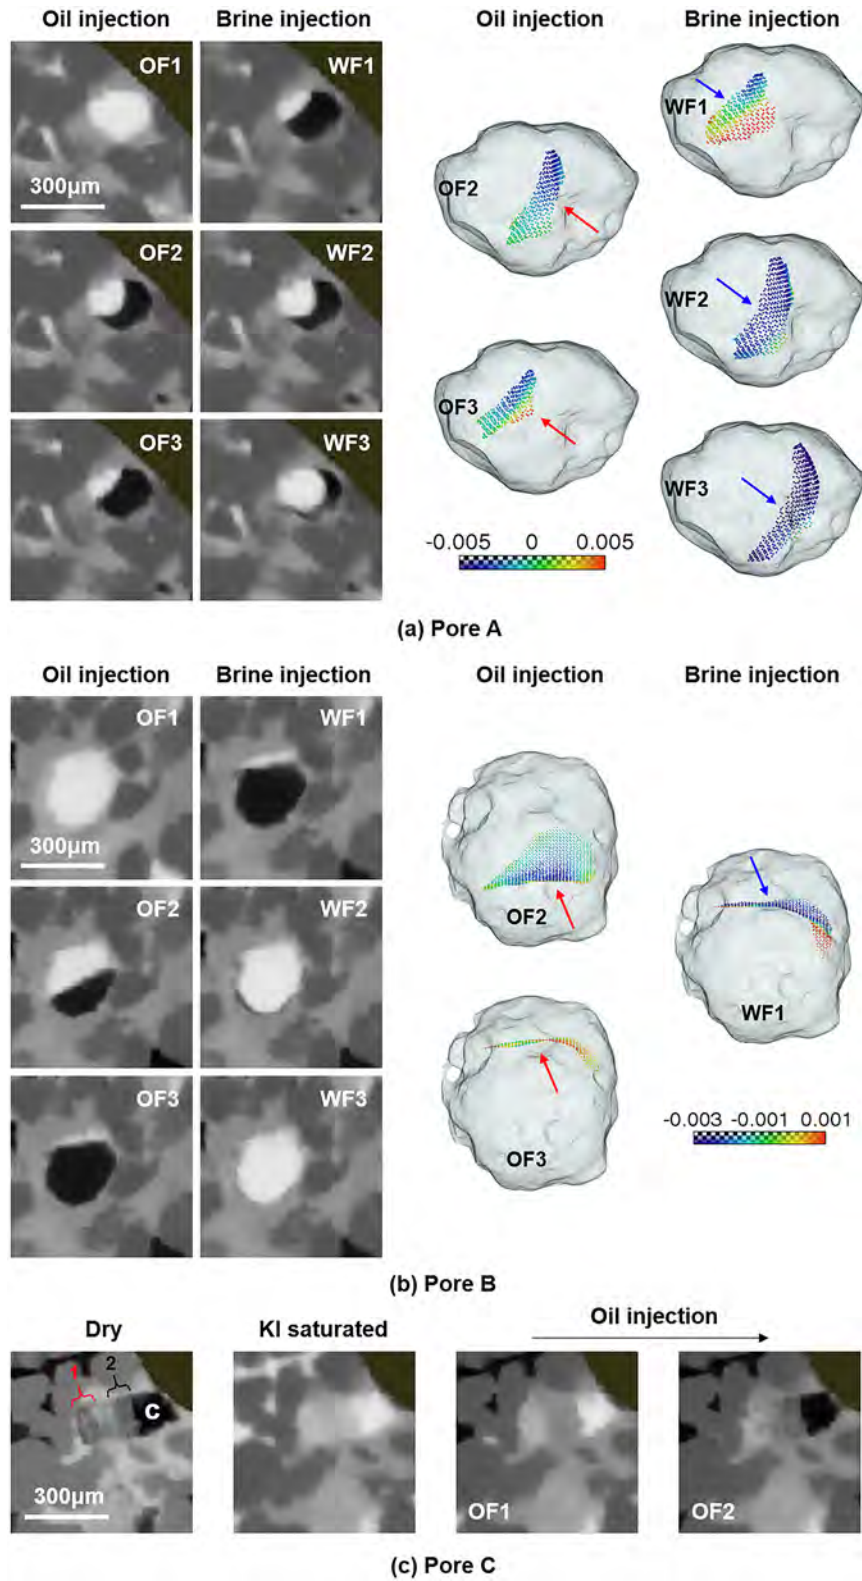 Oil injection Brine injection Oil injection Brine injection
OF1 WF1
WF1
300µm
OF2
OF2 WF2
WF2
OF3
OF3 WF3
WF3
-0.005 0 0.005
(a) Pore A
Oil injection Brine injection Oil injection Brine injection
OF1 WF1
300µm
OF2 WF2
OF2
WF1
OF3 WF3
OF3
-0.003 -0.001 0.001
(b) Pore B
Dry KI saturated Oil injection
1 2
C
300µm
OF1 OF2
(c) Pore C